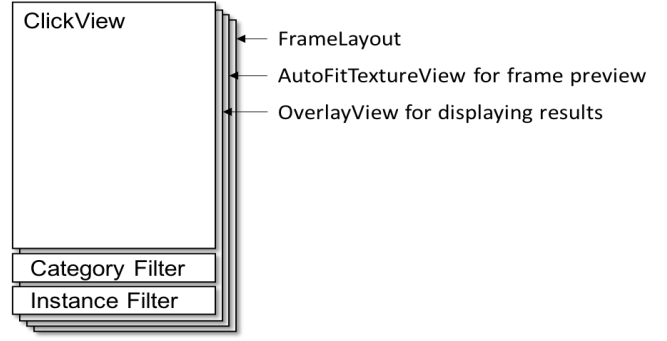 ClickView
FrameLayout
AutoFitTextureView for frame preview
OverlayView for displaying results
Category Filter
Instance Filter